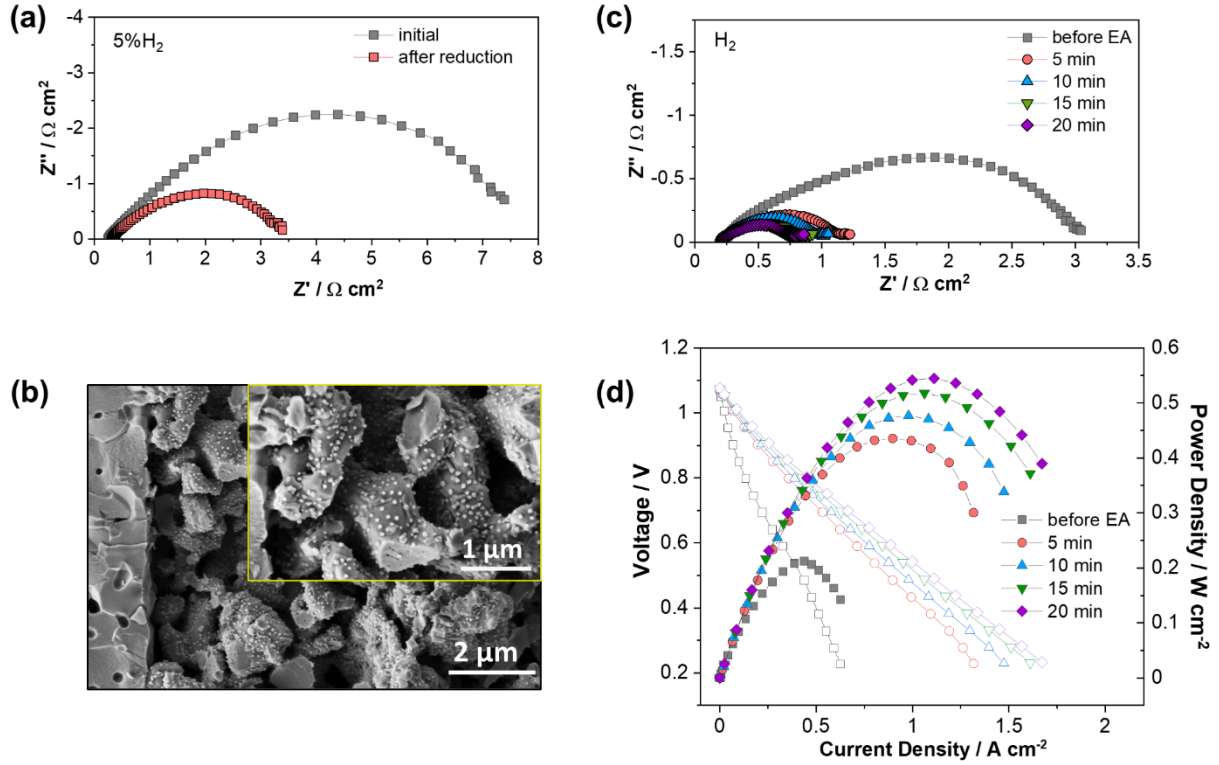 (a)
-4
5%H2
initial
after reduction
-3
-2
-1
0
Z'' / Ω cm2
0 1 2 3 4 5 6 7 8
Z' / Ω cm2
(c)
H2
before EA
5 min
10 min
15 min
20 min
-1.5
-1
-0.5
0
Z'' / Ω cm2
0 0.5 1 1.5 2 2.5 3 3.5
Z' / Ω cm2
(b)
1 µm
2 µm
(d)
1.2
1.0
0.8
0.6
0.4
0.2
Voltage / V
0.6
0.5
0.4
0.3
0.2
0.1
0
Power Density / W cm-2
before EA
5 min
10 min
15 min
20 min
0 0.5 1 1.5 2
Current Density / A cm-2